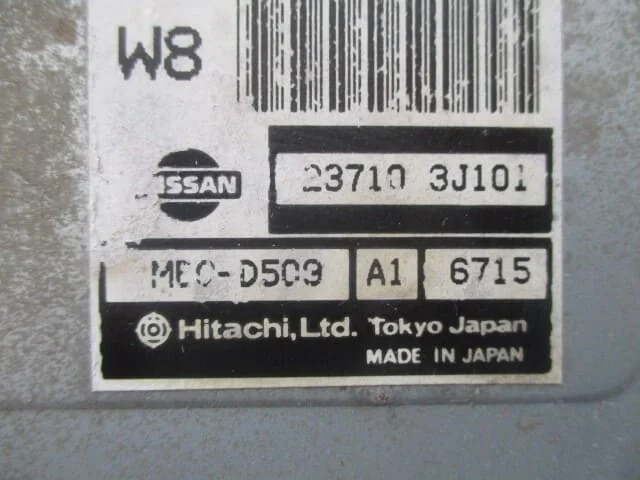 W8
NISSAN
23710 3J101
MEC-D509 A1 6715
Hitachi, Ltd. Tokyo Japan
MADE IN JAPAN